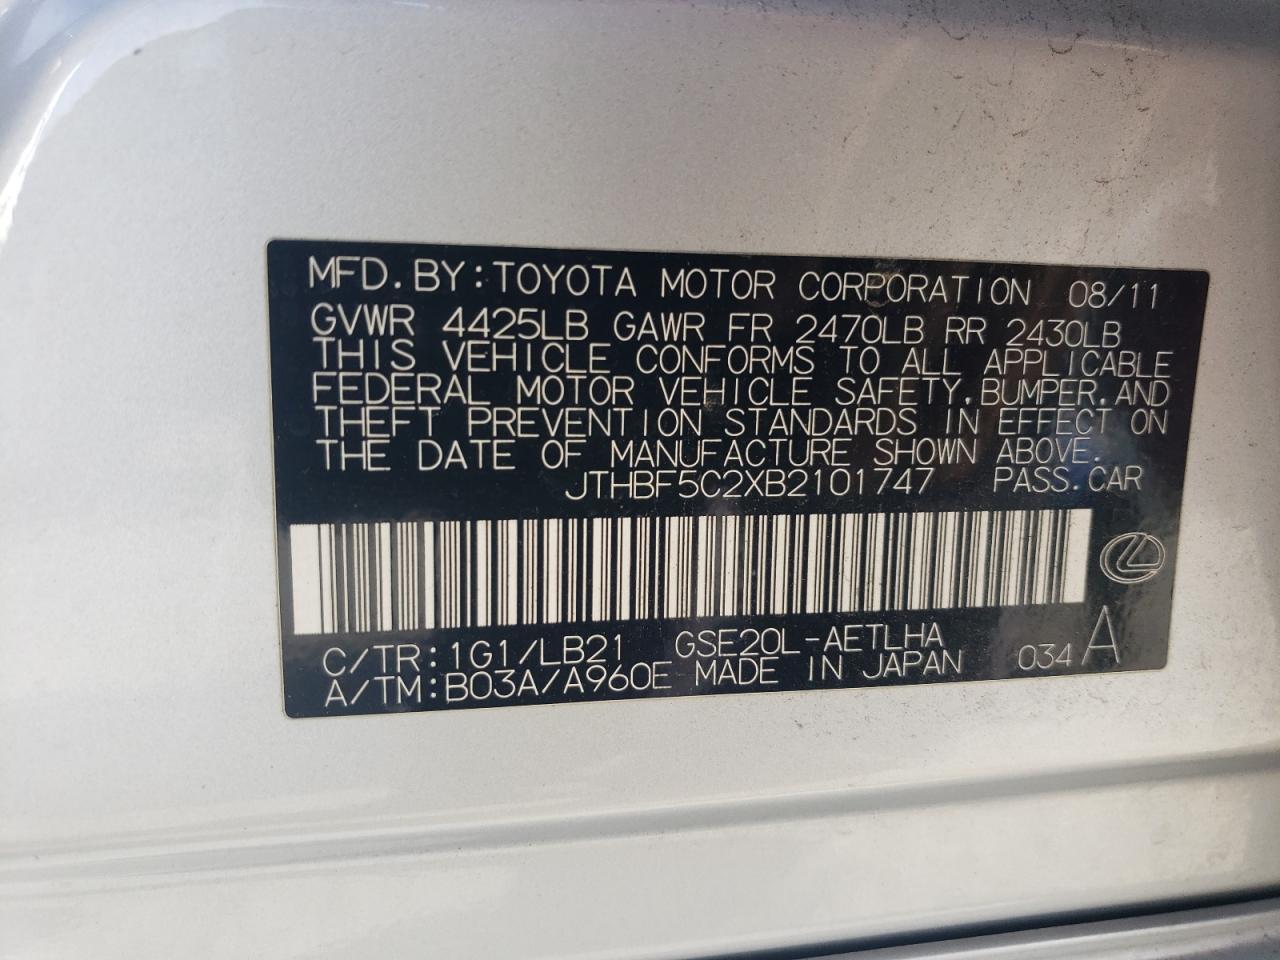 MFD. BY: TOYOTA MOTOR CORPORATION 08/11
GVWR 4425LB GAWR FR 2470LB RR 2430LB
THIS VEHICLE CONFORMS TO ALL APPLICABLE
FEDERAL MOTOR VEHICLE SAFETY, BUMPER, AND
THEFT PREVENTION STANDARDS IN EFFECT ON
THE DATE OF MANUFACTURE SHOWN ABOVE.
JTHBF5C2XB2101747 PASS. CAR
C/TR: 1G1/LB21 GSE20L-AETLHA
A/TM: B03A/A960E MADE IN JAPAN 034 A